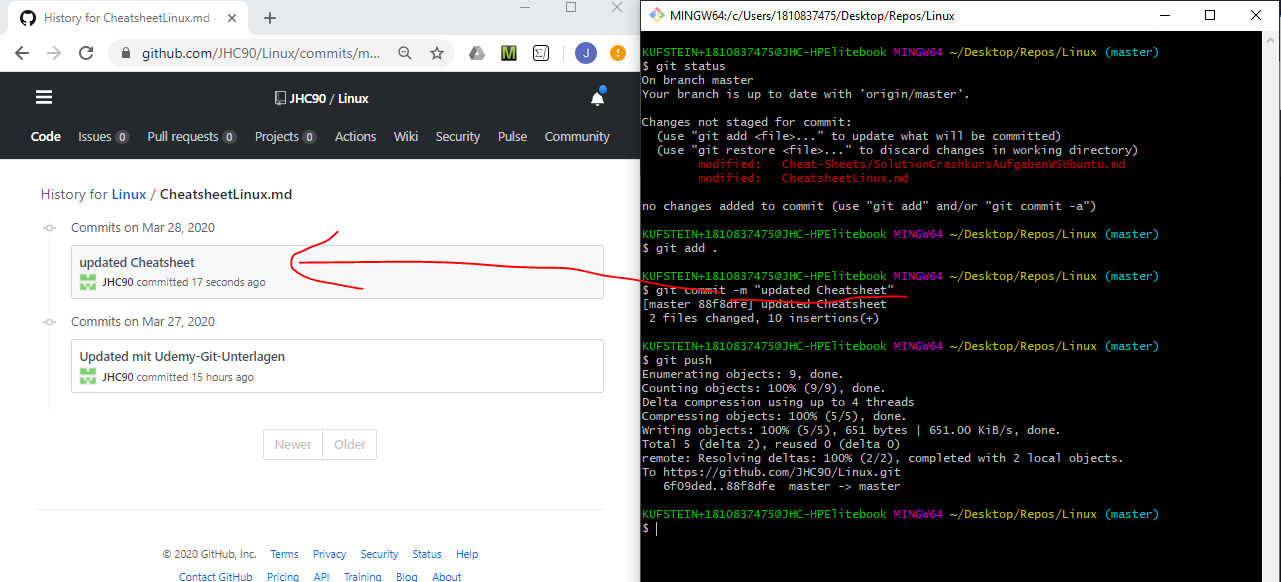 History for CheatsheetLinux.md -
github.com/JHC90/Linux/commits/m...
J
JHC90 / Linux
Code Issues 0 Pull requests 0 Projects 0 Actions Wiki Security Pulse Community
History for Linux / CheatsheetLinux.md
Commits on Mar 28, 2020
updated Cheatsheet
JHC90 committed 17 seconds ago
Commits on Mar 27, 2020
Updated mit Udemy-Git-Unterlagen
JHC90 committed 15 hours ago
Newer Older
© 2020 GitHub, Inc. Terms Privacy Security Status Help
Contact GitHub Pricing API Training Blog About
MINGW64:/c/Users/1810837475/Desktop/Repos/Linux
KUFSTEIN+1810837475@JHC-HPElitebook MINGW64 ~/Desktop/Repos/Linux (master)
$ git status
On branch master
Your branch is up to date with 'origin/master'.
Changes not staged for commit:
(use "git add <file>..." to update what will be committed)
(use "git restore <file>..." to discard changes in working directory)
modified: Cheat-Sheets/SolutionCrashkursAufgabenWSUbuntu.md
modified: CheatsheetLinux.md
no changes added to commit (use "git add" and/or "git commit -a")
KUFSTEIN+1810837475@JHC-HPElitebook MINGW64 ~/Desktop/Repos/Linux (master)
$ git add .
KUFSTEIN+1810837475@JHC-HPElitebook MINGW64 ~/Desktop/Repos/Linux (master)
$ git commit -m "updated Cheatsheet"
[master 88f8dfe] updated Cheatsheet
2 files changed, 10 insertions(+)
KUFSTEIN+1810837475@JHC-HPElitebook MINGW64 ~/Desktop/Repos/Linux (master)
$ git push
Enumerating objects: 9, done.
Counting objects: 100% (9/9), done.
Delta compression using up to 4 threads
Compressing objects: 100% (5/5), done.
Writing objects: 100% (5/5), 651 bytes | 651.00 KiB/s, done.
Total 5 (delta 2), reused 0 (delta 0)
remote: Resolving deltas: 100% (2/2), completed with 2 local objects.
To https://github.com/JHC90/Linux.git
6f09ded..88f8dfe master -> master
KUFSTEIN+1810837475@JHC-HPElitebook MINGW64 ~/Desktop/Repos/Linux (master)
$